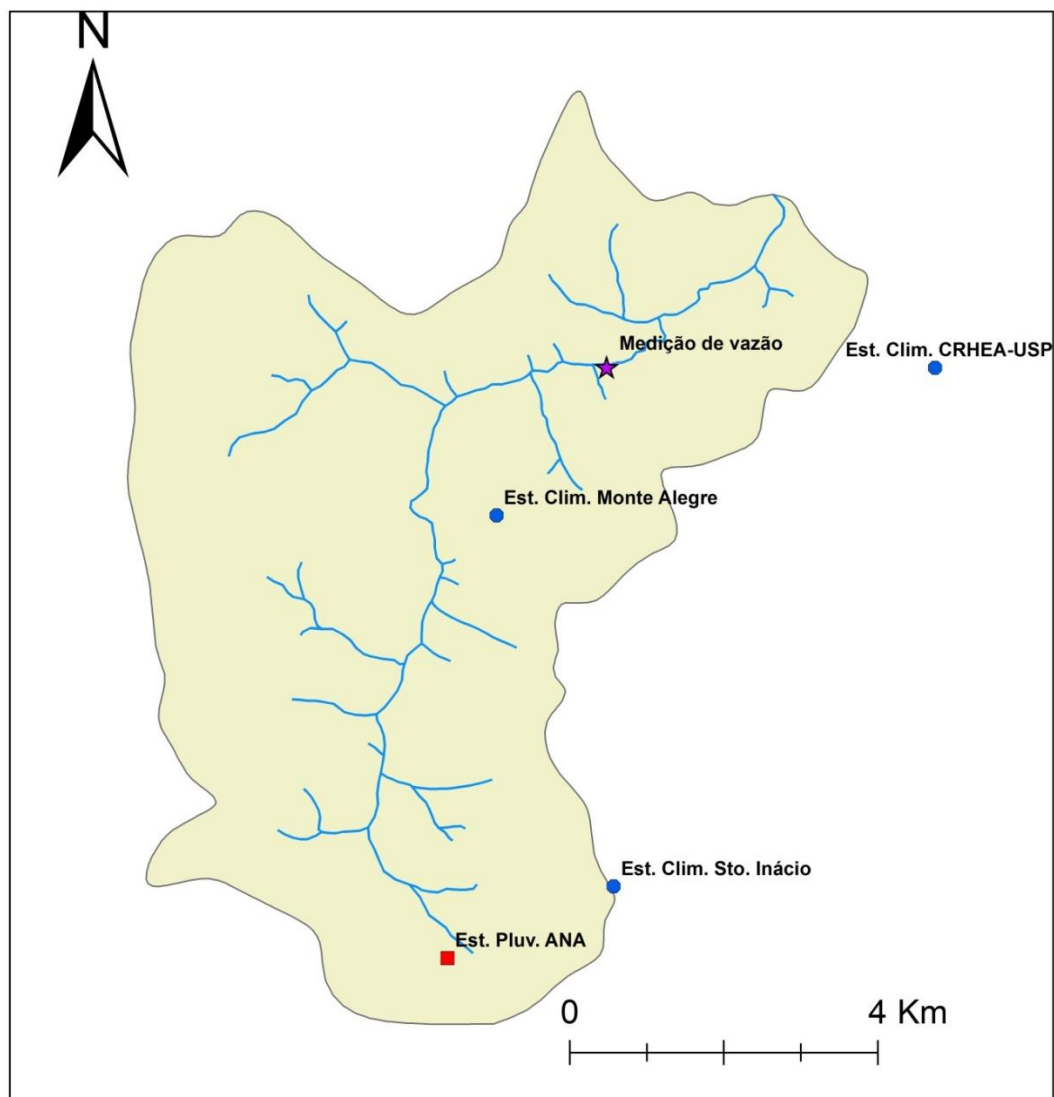 N
Medição de vazão
Est. Clim. CRHEA-USP
Est. Clim. Monte Alegre
Est. Clim. Sto. Inácio
Est. Pluv. ANA
0 4 Km